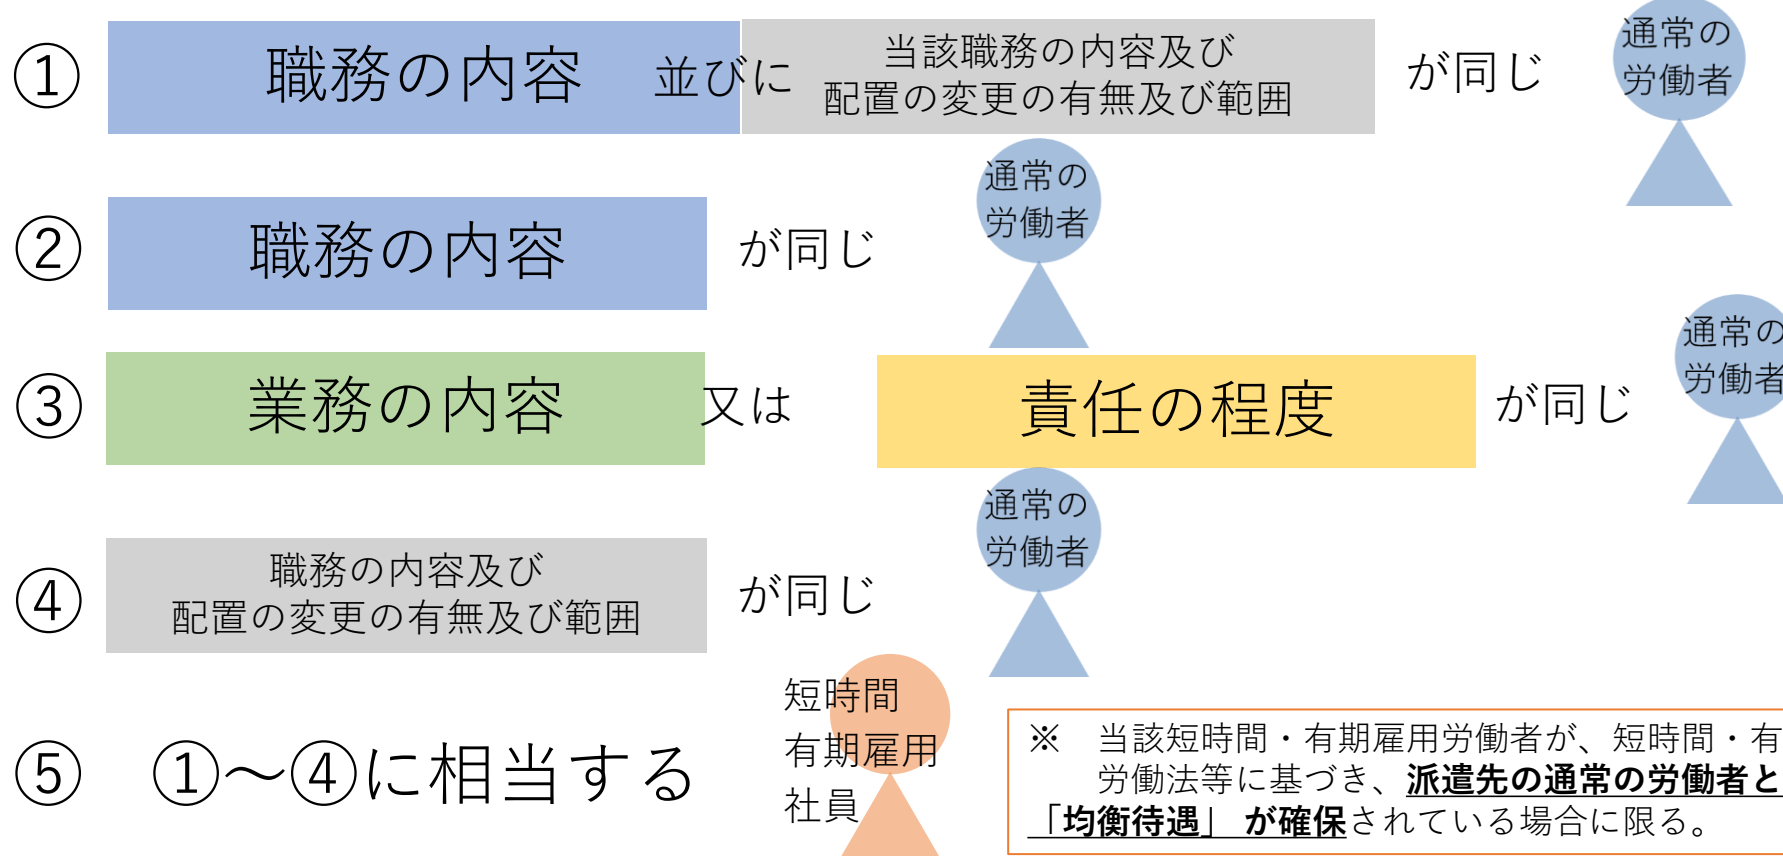 ① 職務の内容 並びに 当該職務の内容及び
配置の変更の有無及び範囲 が同じ 通常の
労働者
② 職務の内容 が同じ 通常の
労働者
③ 業務の内容 又は 責任の程度 が同じ 通常の
労働者
④ 職務の内容及び
配置の変更の有無及び範囲 が同じ 通常の
労働者
⑤ ①～④に相当する 短時間
有期雇用
社員
※ 当該短時間・有期雇用労働者が、短時間・有
労働法等に基づき、派遣先の通常の労働者と
「均衡待遇」 が確保されている場合に限る。